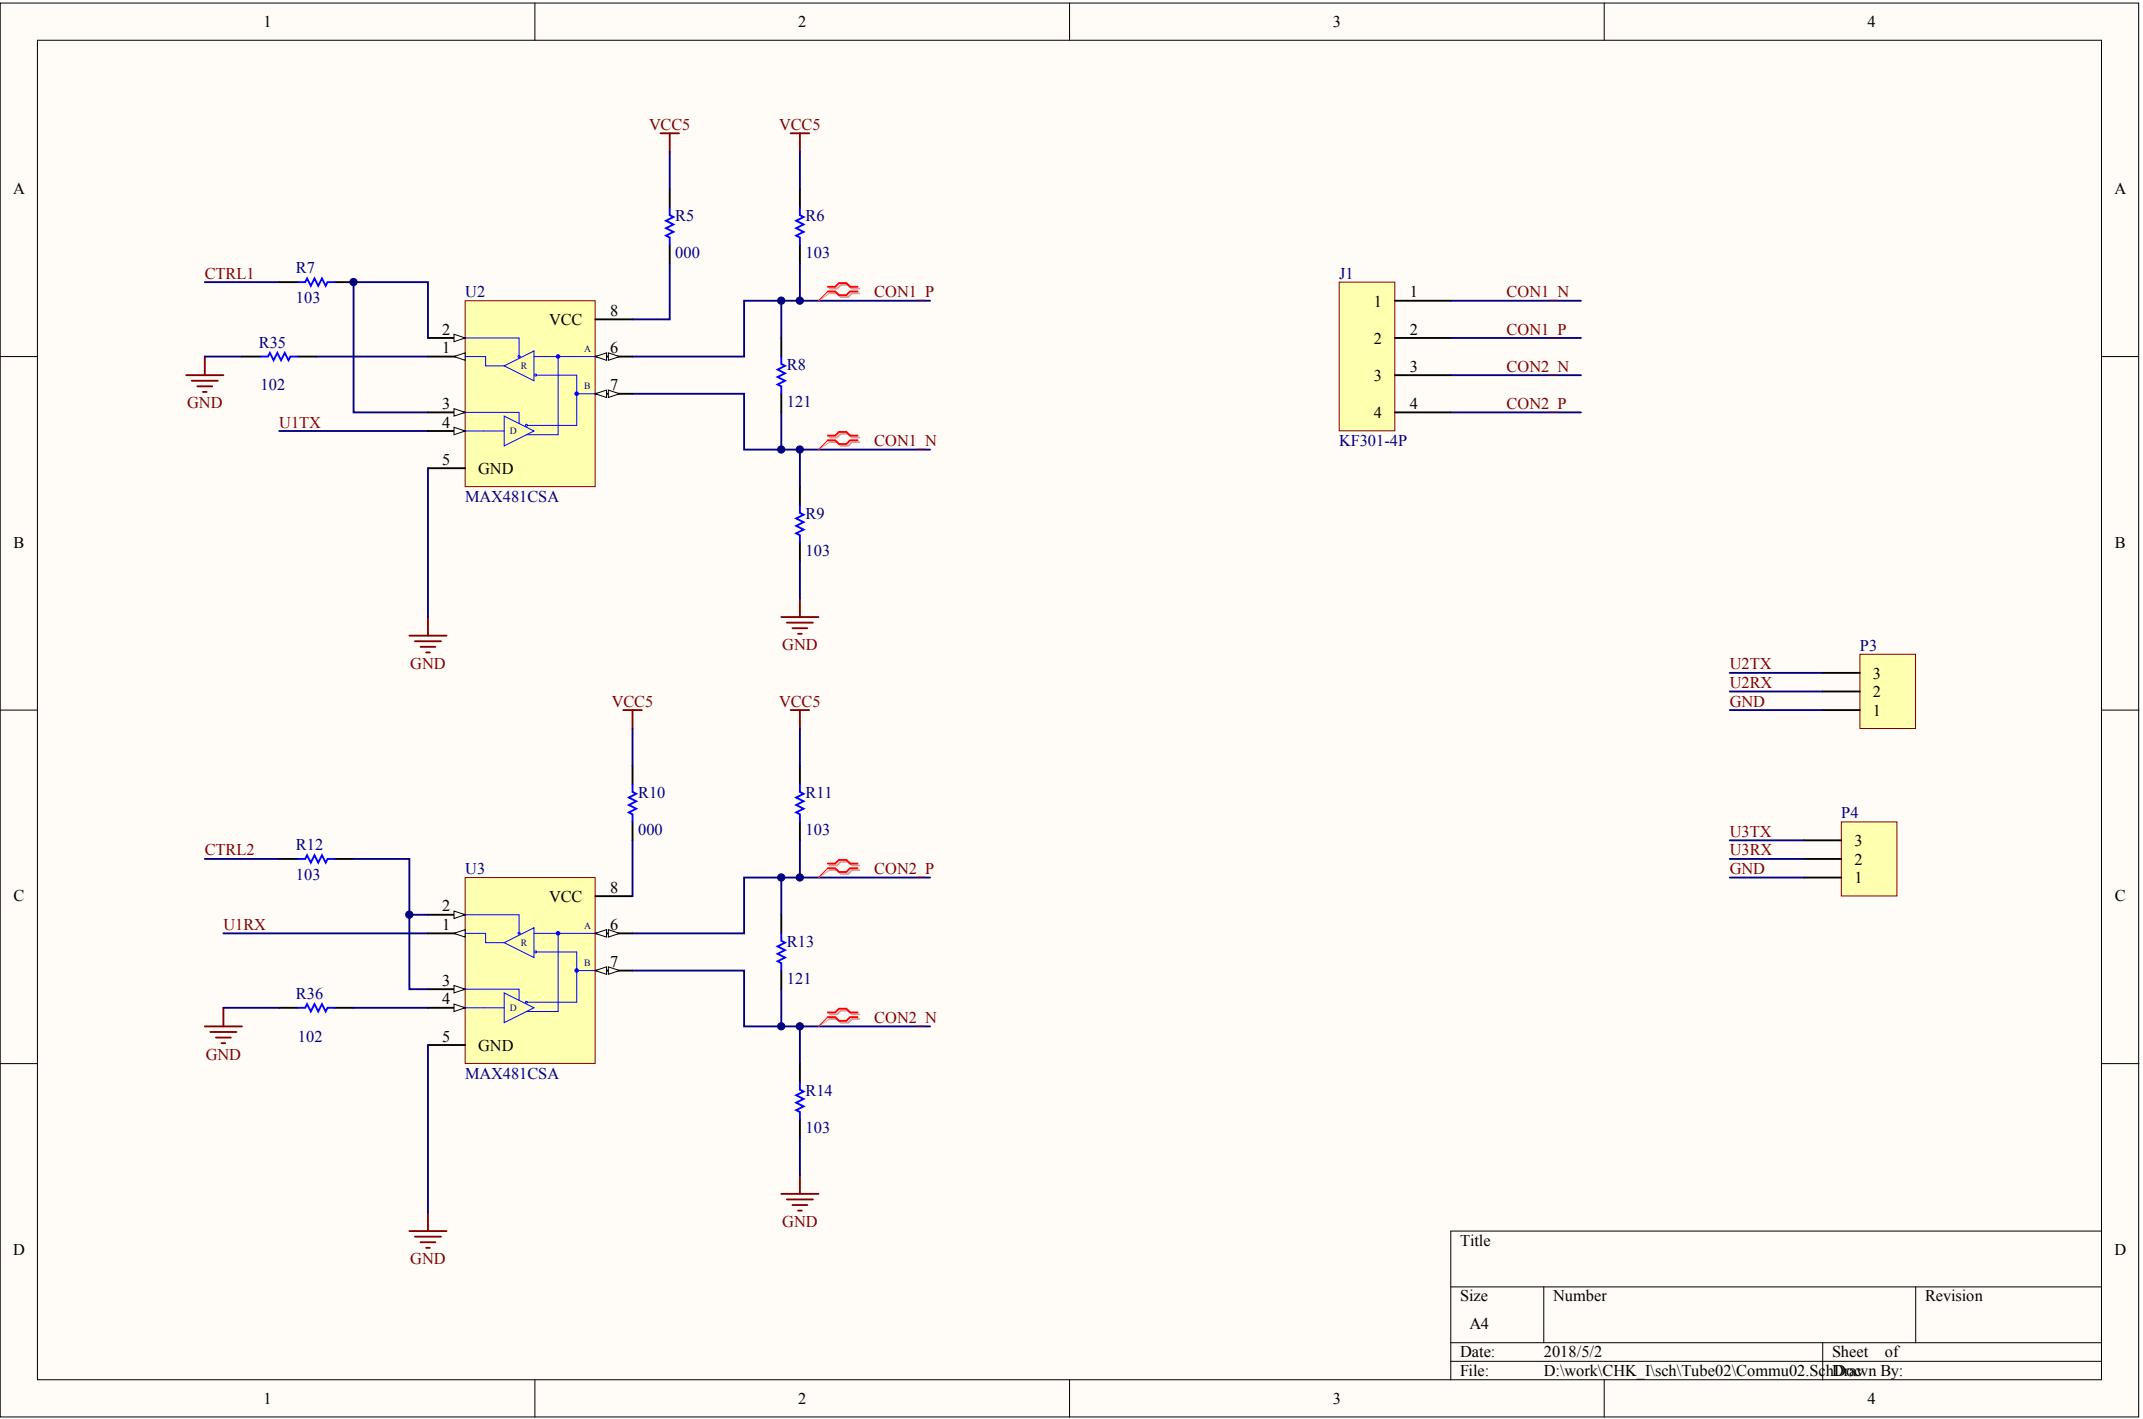 1 2 3 4
A A
VCC5 VCC5
R5 R6
000 103
CTRL1 R7
103
U2
CON1_P
J1
VCC 8
2
1
R35
102
GND
A 6
R
B 7
R8
121
3
4
U1TX
D
CON1_N
5 GND
MAX481CSA
R9
103
GND
GND
1 1 CON1_N
2 2 CON1_P
3 3 CON2_N
4 4 CON2_P
KF301-4P
B B
P3
U2TX 3
U2RX 2
GND 1
VCC5 VCC5
R10 R11
000 103
P4
U3TX 3
U3RX 2
GND 1
CTRL2 R12
103
U3
CON2_P
VCC 8
2
U1RX 1
A 6
R
B 7
R13
121
C C
R36
102
GND
3
4
D
CON2_N
5 GND
MAX481CSA
R14
103
GND
GND
D D
Title
Size Number Revision
A4
Date: 2018/5/2 Sheet of
File: D:\work\CHK_I\sch\Tube02\Commu02.SchDoc Drawn By:
1 2 3 4